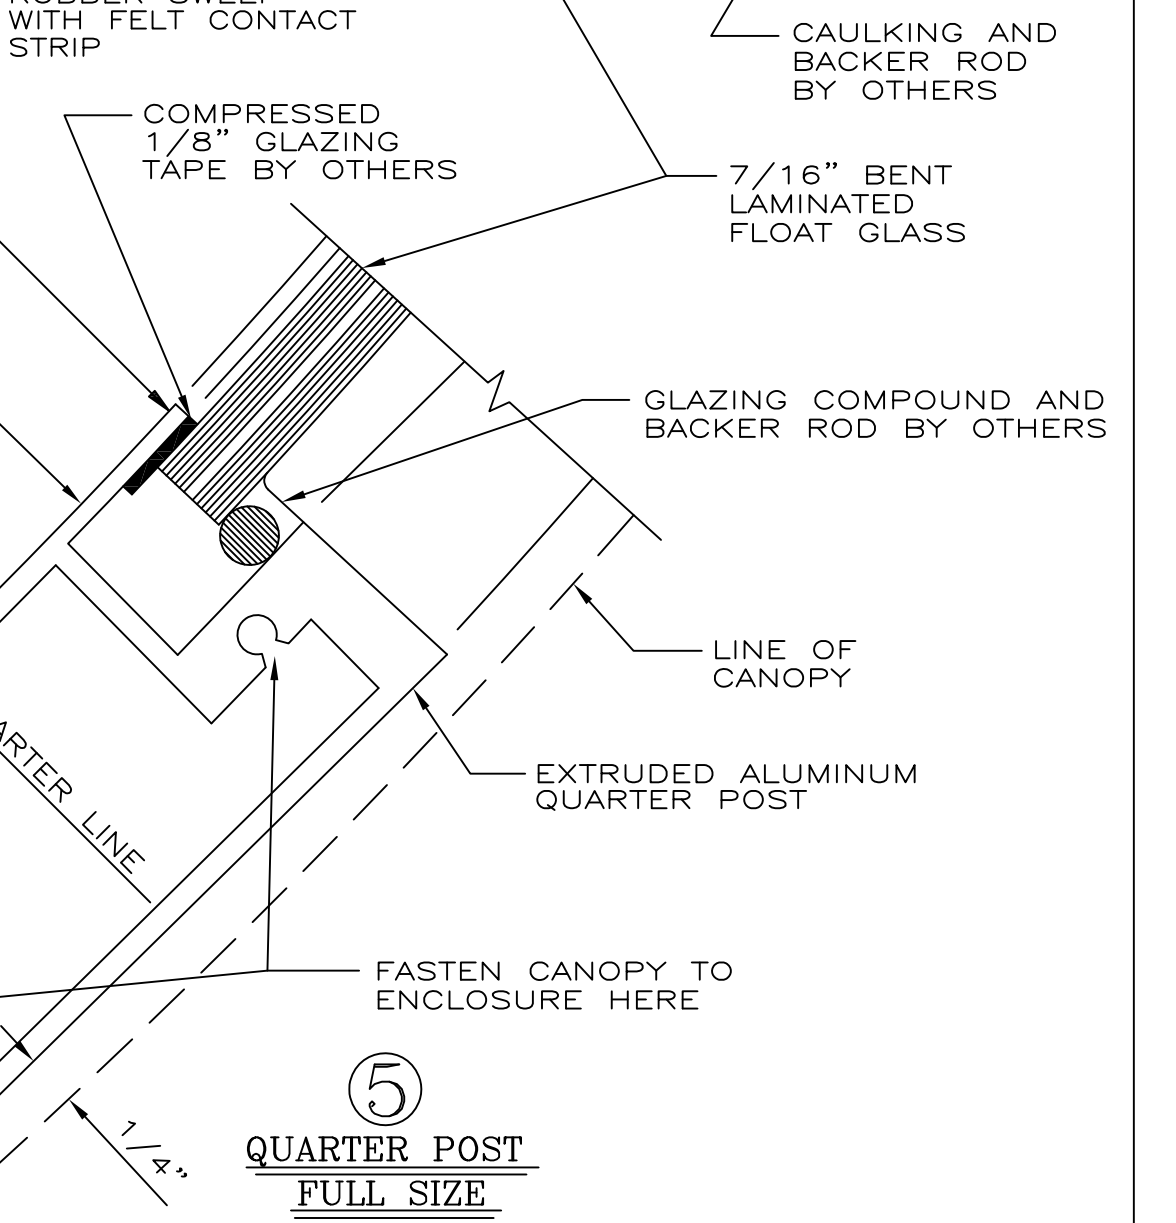 WITH FELT CONTACT
STRIP
CAULKING AND
BACKER ROD
BY OTHERS
COMPRESSED
1/8” GLAZING
TAPE BY OTHERS
7/16” BENT
LAMINATED
FLOAT GLASS
GLAZING COMPOUND AND
BACKER ROD BY OTHERS
LINE OF
CANOPY
EXTRUDED ALUMINUM
QUARTER POST
ARTER LINE
FASTEN CANOPY TO
ENCLOSURE HERE
1/4”
5
QUARTER POST
FULL SIZE